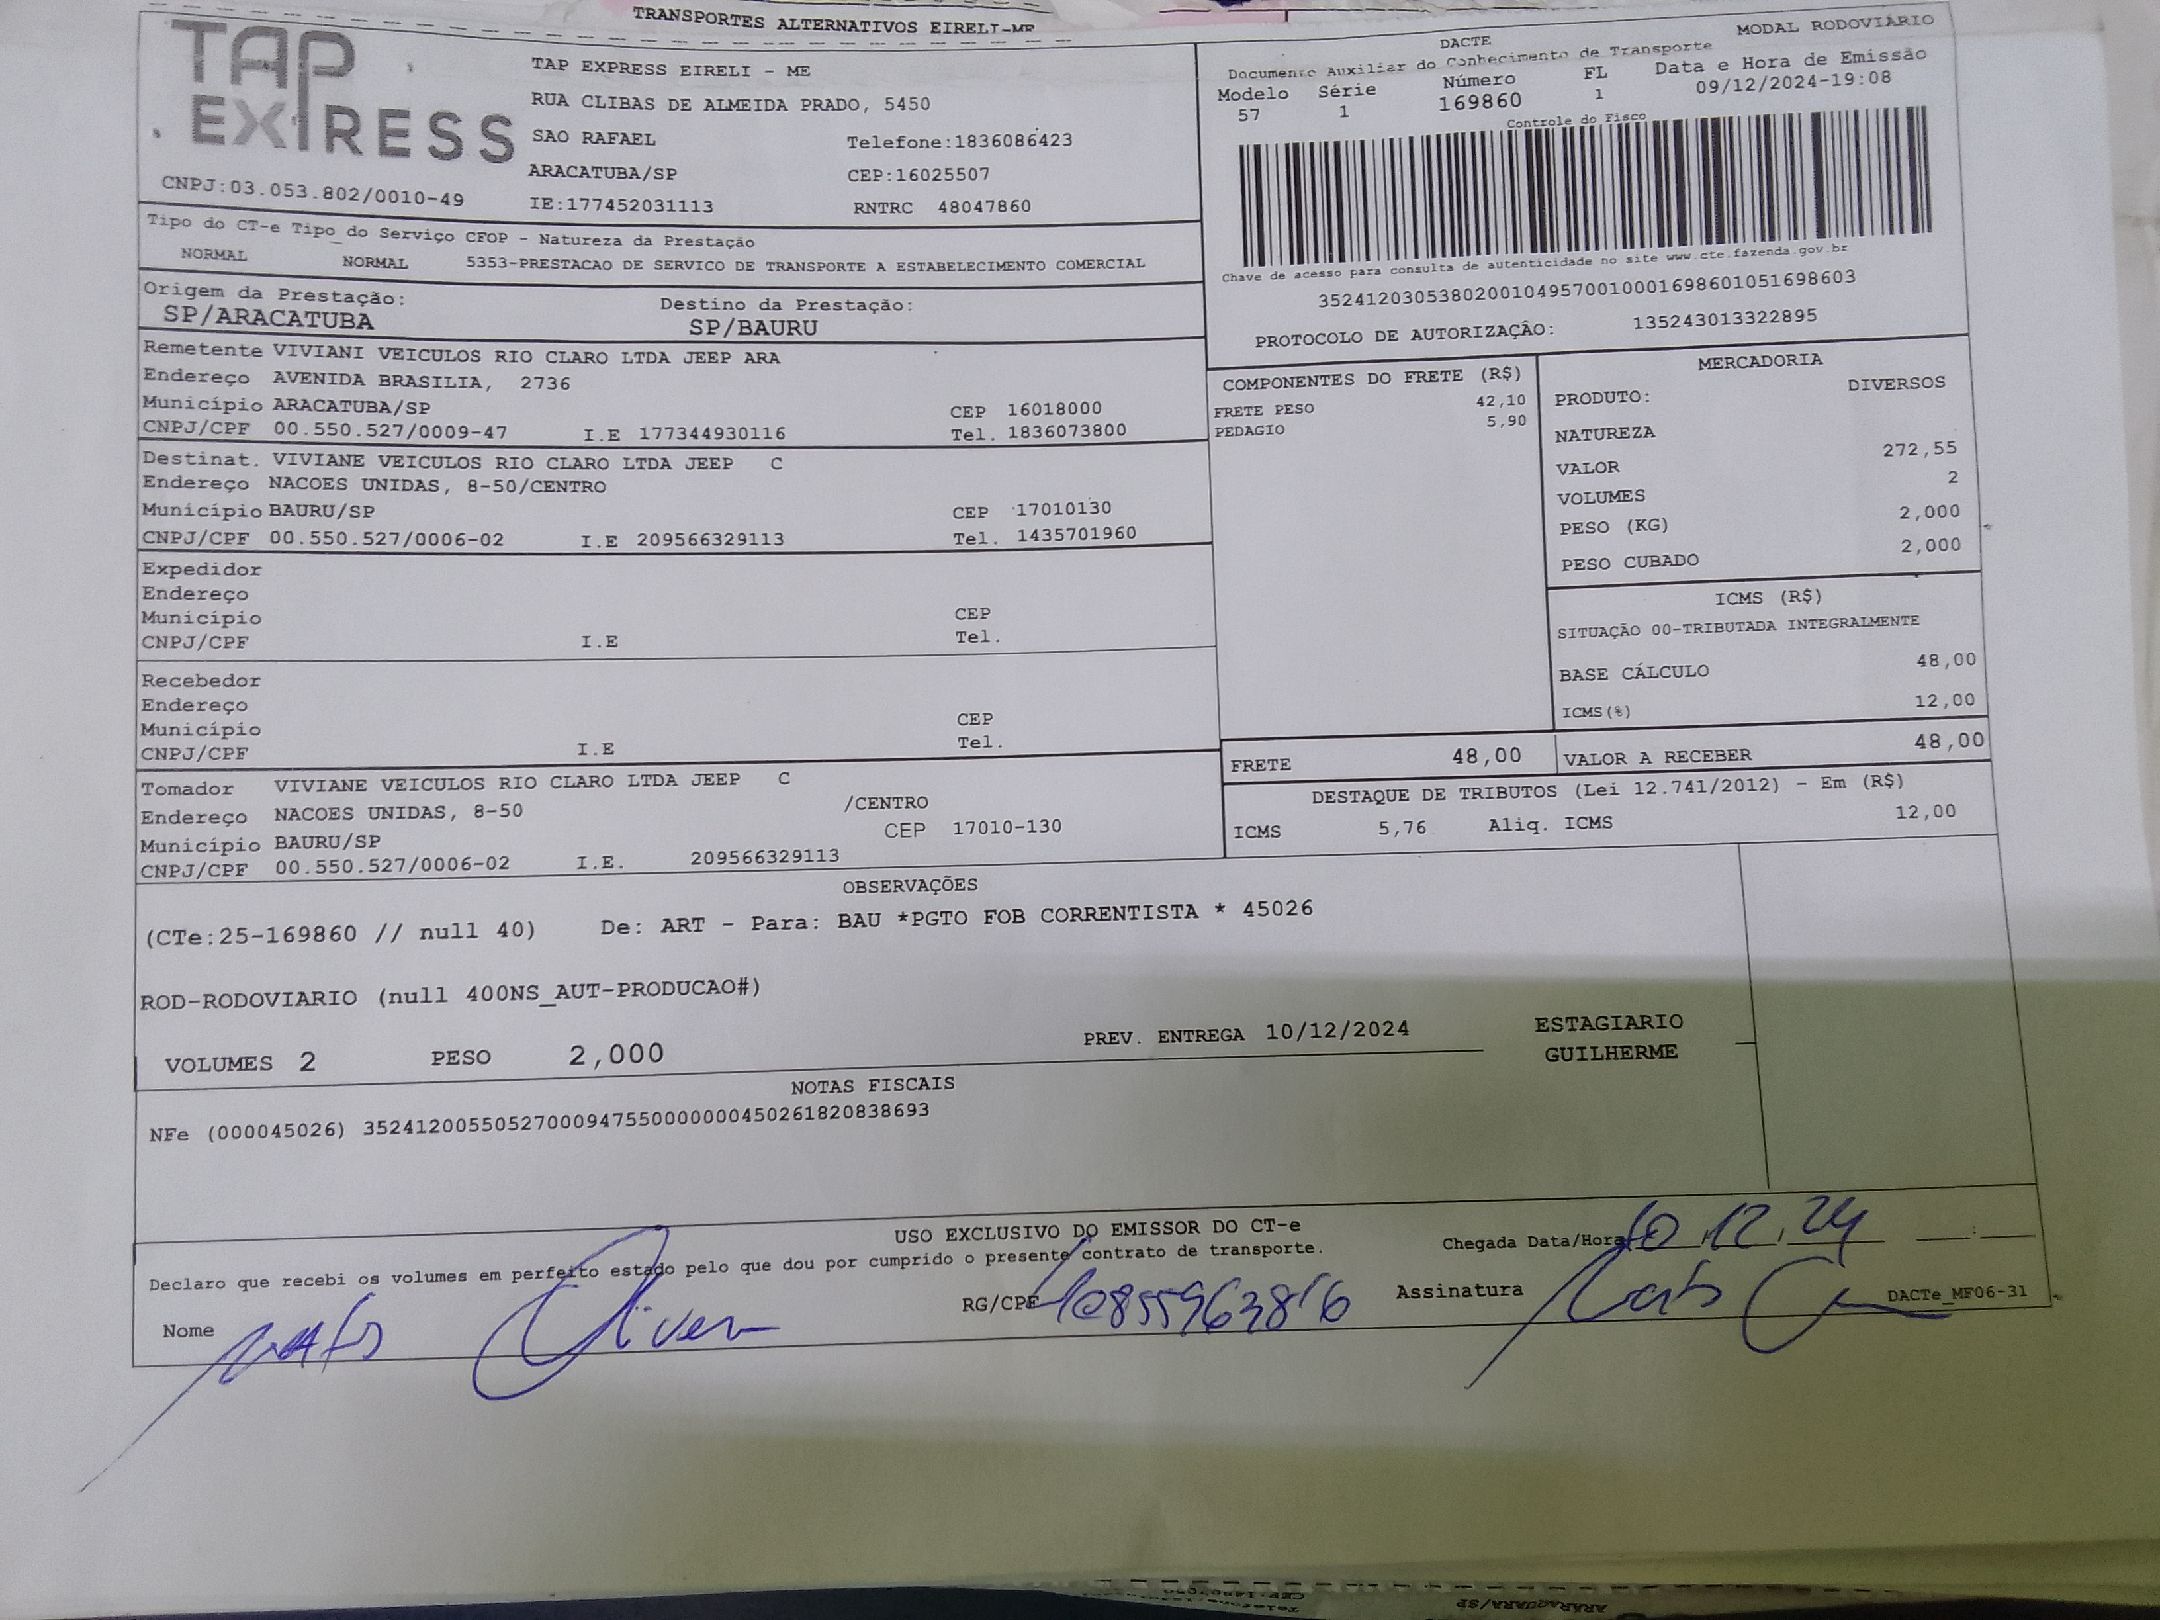 TRANSPORTES ALTERNATIVOS EIRELI-ME
TAP
EXPRESS
CNPJ:03.053.802/0010-49
TAP EXPRESS EIRELI - ME
RUA CLIBAS DE ALMEIDA PRADO, 5450
SAO RAFAEL Telefone:1836086423
ARACATUBA/SP CEP:16025507
IE:177452031113 RNTRC 48047860
DACTE MODAL RODOVIÁRIO
Documento Auxiliar do Conhecimento de Transporte
Modelo Série Número FL Data e Hora de Emissão
57 1 169860 1 09/12/2024-19:08
Controle do Fisco
Chave de acesso para consulta de autenticidade no site www.cte.fazenda.gov.br
35241203053802001049570010001698601051698603
PROTOCOLO DE AUTORIZAÇÃO: 135243013322895
Tipo do CT-e Tipo do Serviço CFOP - Natureza da Prestação
NORMAL NORMAL 5353-PRESTACAO DE SERVICO DE TRANSPORTE A ESTABELECIMENTO COMERCIAL
Origem da Prestação: Destino da Prestação:
SP/ARACATUBA SP/BAURU
Remetente VIVIANI VEICULOS RIO CLARO LTDA JEEP ARA
Endereço AVENIDA BRASILIA, 2736
Município ARACATUBA/SP CEP 16018000
CNPJ/CPF 00.550.527/0009-47 I.E 177344930116 Tel. 1836073800
Destinat. VIVIANE VEICULOS RIO CLARO LTDA JEEP C
Endereço NACOES UNIDAS, 8-50/CENTRO
Município BAURU/SP CEP 17010130
CNPJ/CPF 00.550.527/0006-02 I.E 209566329113 Tel. 1435701960
Expedidor
Endereço
Município CEP
CNPJ/CPF I.E Tel.
Recebedor
Endereço
Município CEP
CNPJ/CPF I.E Tel.
Tomador VIVIANE VEICULOS RIO CLARO LTDA JEEP C
Endereço NACOES UNIDAS, 8-50 /CENTRO
Município BAURU/SP CEP 17010-130
CNPJ/CPF 00.550.527/0006-02 I.E. 209566329113
COMPONENTES DO FRETE (R$)
FRETE PESO 42,10
PEDAGIO 5,90
MERCADORIA
PRODUTO: DIVERSOS
NATUREZA
VALOR 272,55
VOLUMES 2
PESO (KG) 2,000
PESO CUBADO 2,000
ICMS (R$)
SITUAÇÃO 00-TRIBUTADA INTEGRALMENTE
BASE CÁLCULO 48,00
ICMS(%) 12,00
FRETE 48,00 VALOR A RECEBER 48,00
DESTAQUE DE TRIBUTOS (Lei 12.741/2012) - Em (R$)
ICMS 5,76 Aliq. ICMS 12,00
OBSERVAÇÕES
(CTe:25-169860 // null 40) De: ART - Para: BAU *PGTO FOB CORRENTISTA * 45026
ROD-RODOVIARIO (null 400NS_AUT-PRODUCAO#)
VOLUMES 2 PESO 2,000 PREV. ENTREGA 10/12/2024
ESTAGIARIO
GUILHERME
NOTAS FISCAIS
NFe (000045026) 35241200550527000947550000000450261820838693
USO EXCLUSIVO DO EMISSOR DO CT-e
Declaro que recebi os volumes em perfeito estado pelo que dou por cumprido o presente contrato de transporte.
Chegada Data/Hora 10.12.24 :
Nome RG/CPF Assinatura
DACTe_MF06-31
ARARAQUARA/SP